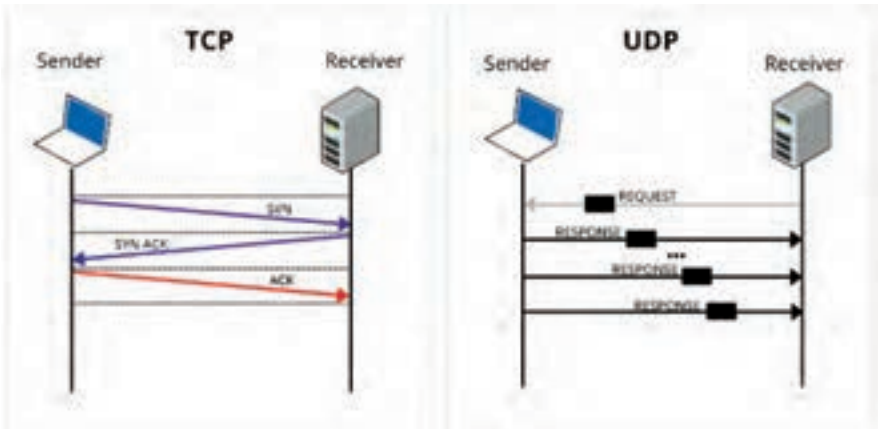 TCP
Sender
Receiver
SYN
SYN ACK
ACK
UDP
Sender
Receiver
REQUEST
RESPONSE
...
RESPONSE
RESPONSE